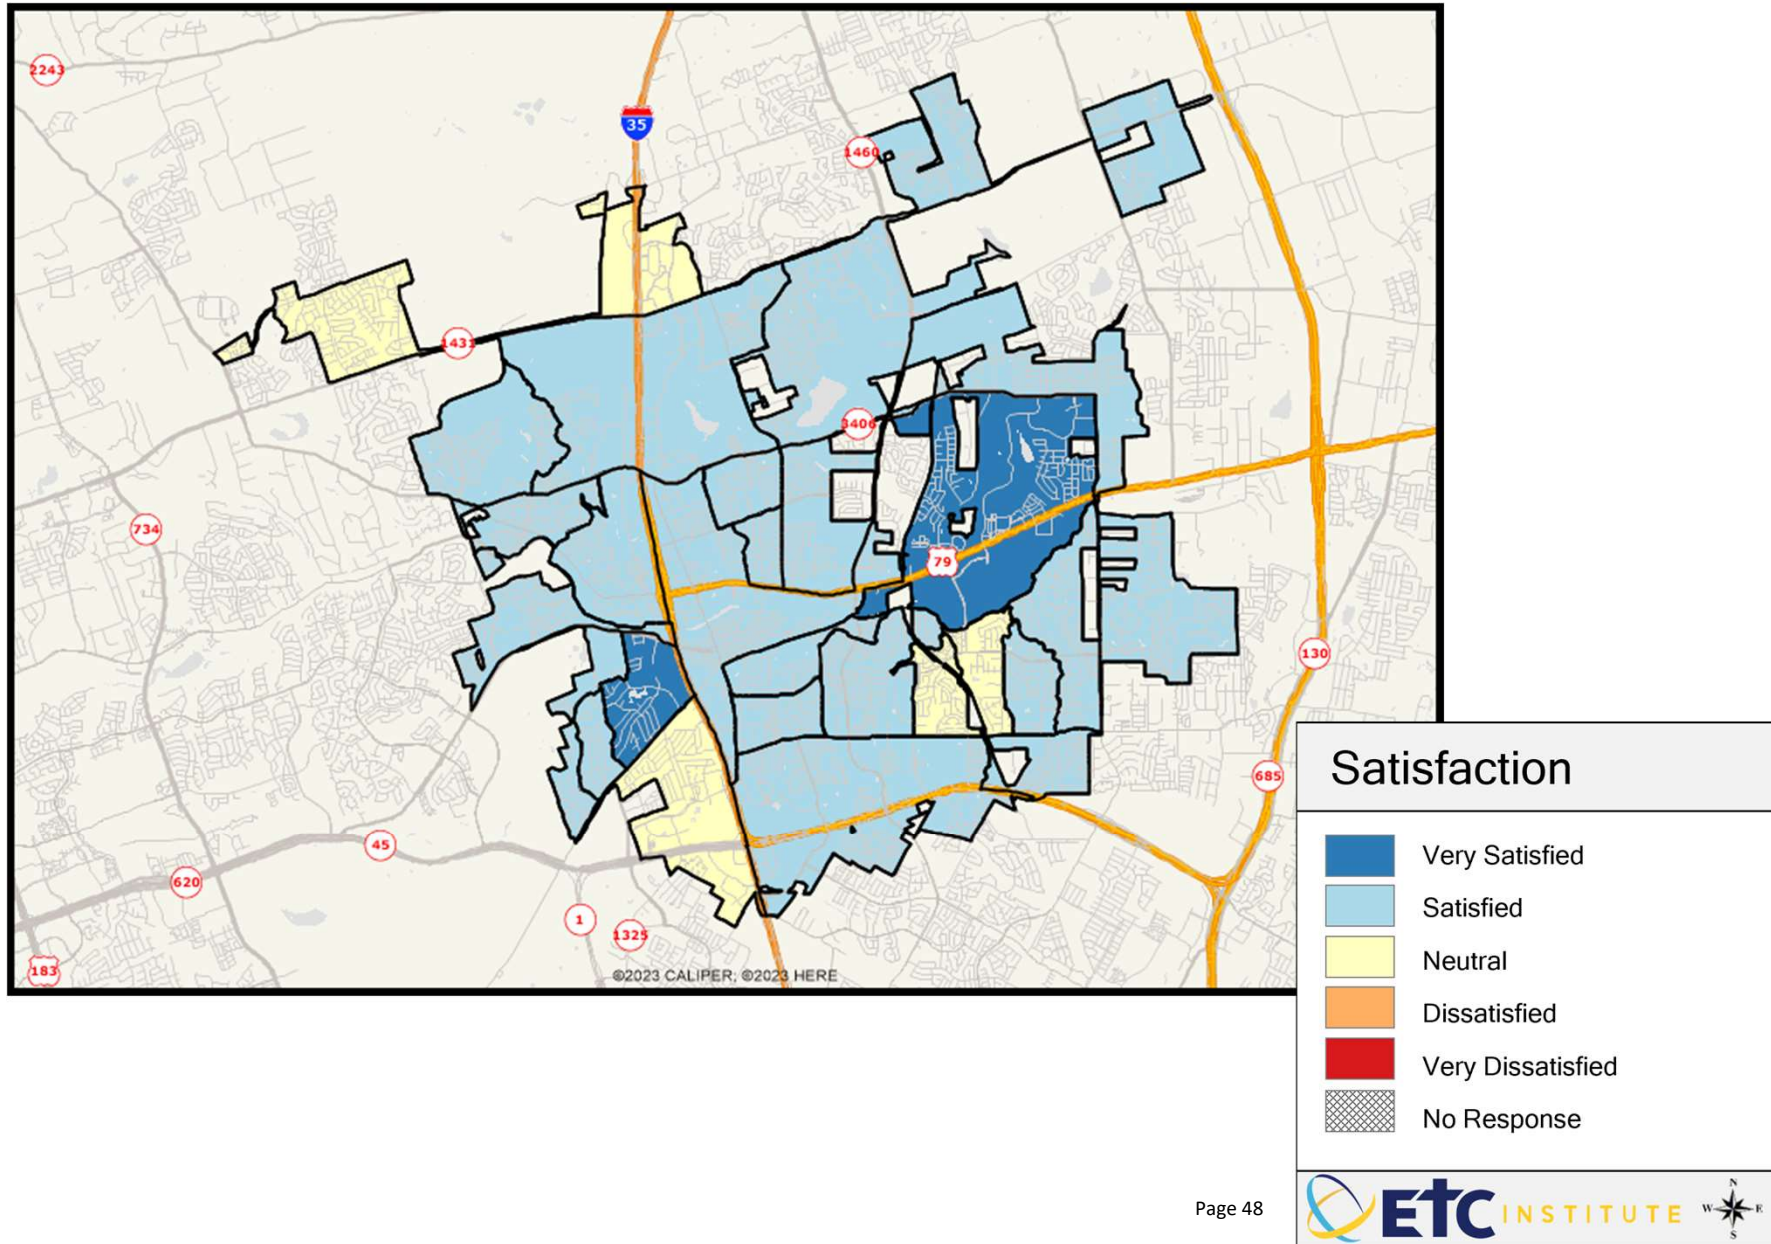 2243
35
1460
1431
3406
734
79
130
685
45
620
1
1325
183
©2023 CALIPER; ©2023 HERE
Satisfaction
Very Satisfied
Satisfied
Neutral
Dissatisfied
Very Dissatisfied
No Response
Page 48
ETC INSTITUTE
N
W E
S